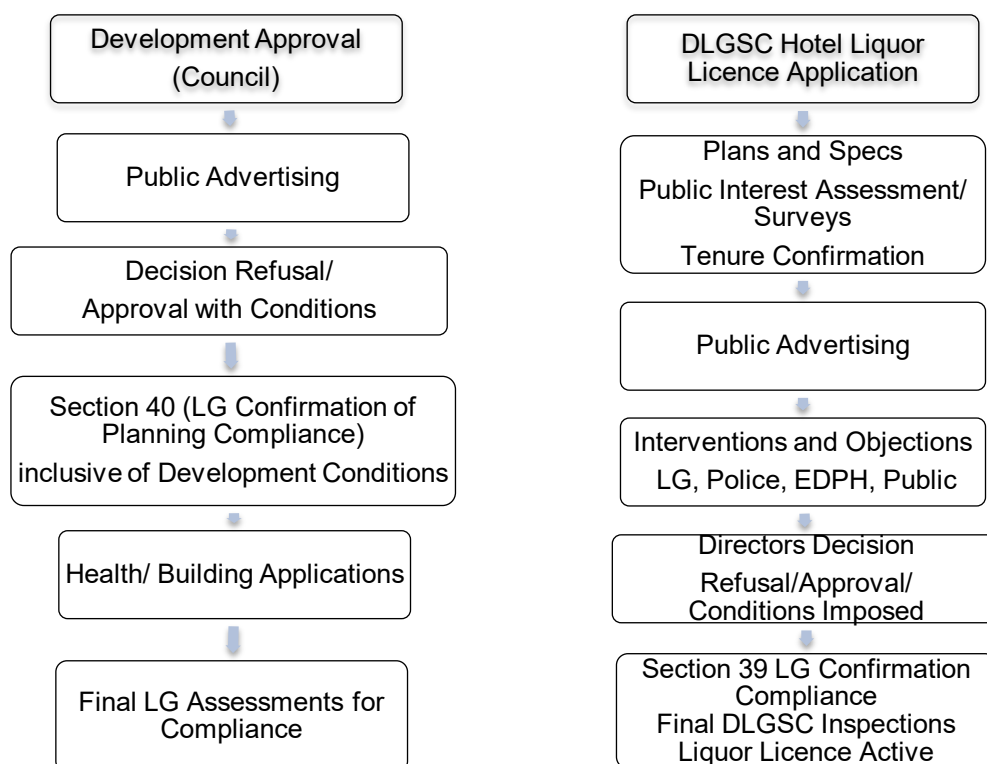 Development Approval
(Council)
Public Advertising
Decision Refusal/
Approval with Conditions
Section 40 (LG Confirmation of
Planning Compliance)
inclusive of Development Conditions
Health/ Building Applications
Final LG Assessments for
Compliance
DLGSC Hotel Liquor
Licence Application
Plans and Specs
Public Interest Assessment/
Surveys
Tenure Confirmation
Public Advertising
Interventions and Objections
LG, Police, EDPH, Public
Directors Decision
Refusal/Approval/
Conditions Imposed
Section 39 LG Confirmation
Compliance
Final DLGSC Inspections
Liquor Licence Active